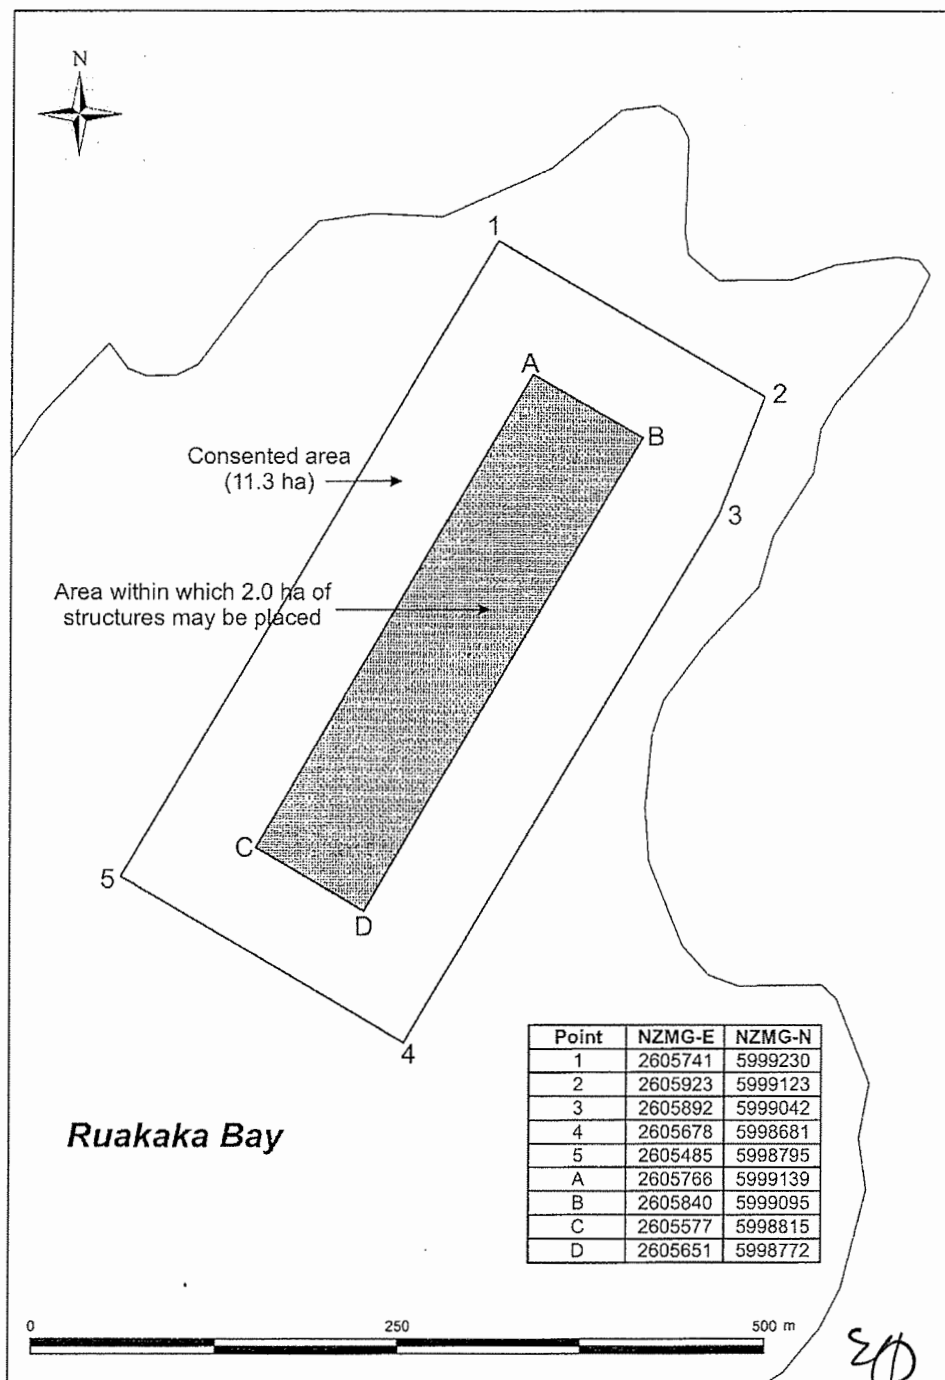 N
1
A
2
B
Consented area
(11.3 ha)
3
Area within which 2.0 ha of
structures may be placed
C
5
D
4
Point NZMG-E NZMG-N
1 2605741 5999230
2 2605923 5999123
3 2605892 5999042
4 2605678 5998681
5 2605485 5998795
A 2605766 5999139
B 2605840 5999095
C 2605577 5998815
D 2605651 5998772
Ruakaka Bay
0 250 500 m